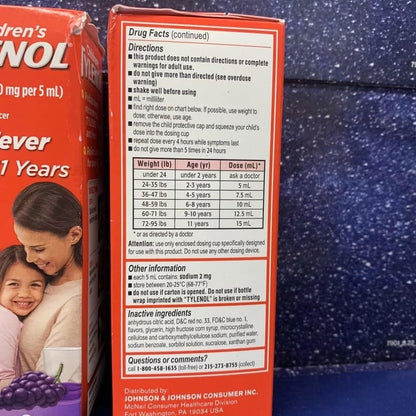 dren's
LENOL
0 mg per 5 mL)
cer
ever
1 Years
Drug Facts (continued)
Directions
■ this product does not contain directions or complete
warnings for adult use.
■ do not give more than directed (see overdose
warning)
■ shake well before using
■ mL = milliliter
■ find right dose on chart below. If possible, use weight to
dose; otherwise, use age.
■ remove the child protective cap and squeeze your child's
dose into the dosing cup
■ repeat dose every 4 hours while symptoms last
■ do not give more than 5 times in 24 hours
Weight (lb) Age (yr) Dose (mL)*
under 24 under 2 years ask a doctor
24-35 lbs 2-3 years 5 mL
36-47 lbs 4-5 years 7.5 mL
48-59 lbs 6-8 years 10 mL
60-71 lbs 9-10 years 12.5 mL
72-95 lbs 11 years 15 mL
* or as directed by a doctor
Attention: use only enclosed dosing cup specifically designed
for use with this product. Do not use any other dosing device.
Other information
■ each 5 mL contains: sodium 2 mg
■ store between 20-25°C (68-77°F)
■ do not use if carton is opened. Do not use if bottle
wrap imprinted with "TYLENOL" is broken or missing
Inactive ingredients
anhydrous citric acid, D&C red no. 33, FD&C blue no. 1,
flavors, glycerin, high fructose corn syrup, microcrystalline
cellulose and carboxymethylcellulose sodium, purified water,
sodium benzoate, sorbitol solution, sucralose, xanthan gum
Questions or comments?
call 1-800-458-1635 (toll-free) or 215-273-8755 (collect)
Distributed by:
JOHNSON & JOHNSON CONSUMER INC.
McNeil Consumer Healthcare Division
Fort Washington, PA 19034 USA